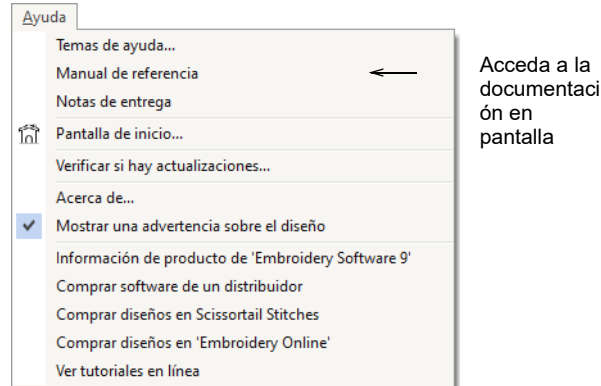 Ayuda
Temas de ayuda...
Manual de referencia
Notas de entrega
Pantalla de inicio...
Verificar si hay actualizaciones...
Acerca de...
Mostrar una advertencia sobre el diseño
Información de producto de 'Embroidery Software 9'
Comprar software de un distribuidor
Comprar diseños en Scissortail Stitches
Comprar diseños en 'Embroidery Online'
Ver tutoriales en línea
Acceda a la
documentaci
ón en
pantalla